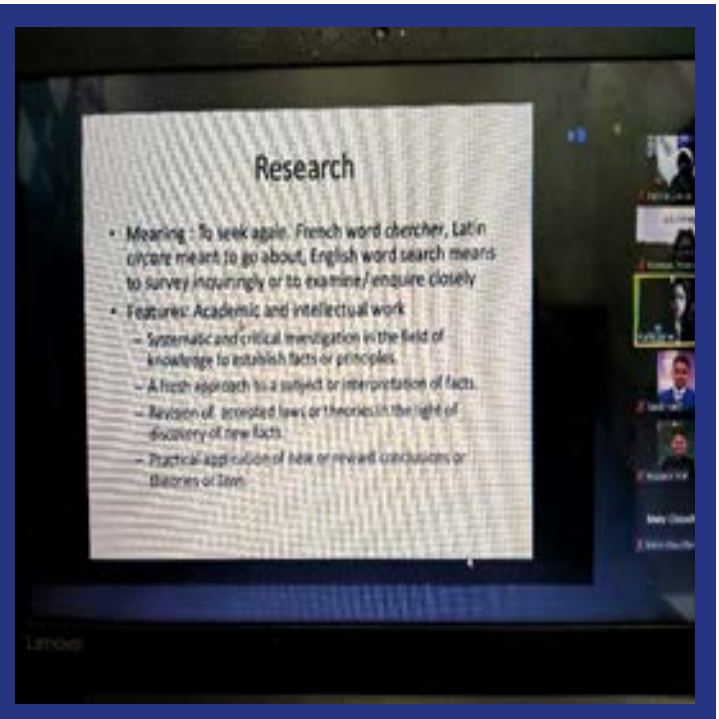 Research
• Meaning : To seek again. French word chercher, Latin
circare meant to go about, English word search means
to survey inquiringly or to examine/ enquire closely
• Features: Academic and intellectual work
– Systematic and critical investigation in the field of
knowledge to establish facts or principles.
– A fresh approach to a subject or interpretation of facts.
– Revision of accepted laws or theories in the light of
discovery of new facts.
– Practical application of new or revised conclusions or
theories or laws
Lenovo